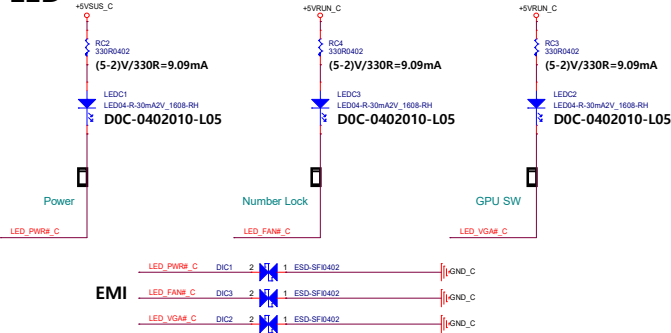 LED
+5VSUS_C
+5VRUN_C
+5VRUN_C
RC2
330R0402
(5-2)V/330R=9.09mA
RC4
330R0402
(5-2)V/330R=9.09mA
RC3
330R0402
(5-2)V/330R=9.09mA
LEDC1
LED04-R-30mA2V_1608-RH
D0C-0402010-L05
LEDC3
LED04-R-30mA2V_1608-RH
D0C-0402010-L05
LEDC2
LED04-R-30mA2V_1608-RH
D0C-0402010-L05
Power
Number Lock
GPU SW
LED_PWR#_C
LED_FAN#_C
LED_VGA#_C
EMI
LED_PWR#_C DIC1 2 1 ESD-SFI0402 GND_C
LED_FAN#_C DIC3 2 1 ESD-SFI0402 GND_C
LED_VGA#_C DIC2 2 1 ESD-SFI0402 GND_C